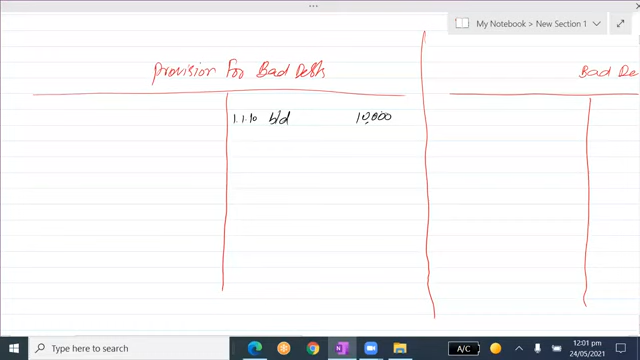 My Notebook > New Section 1
Provision For Bad Debts
Bad De
1.1.10 b/d 10,000
Type here to search
A/C
12:01 pm
24/05/2021